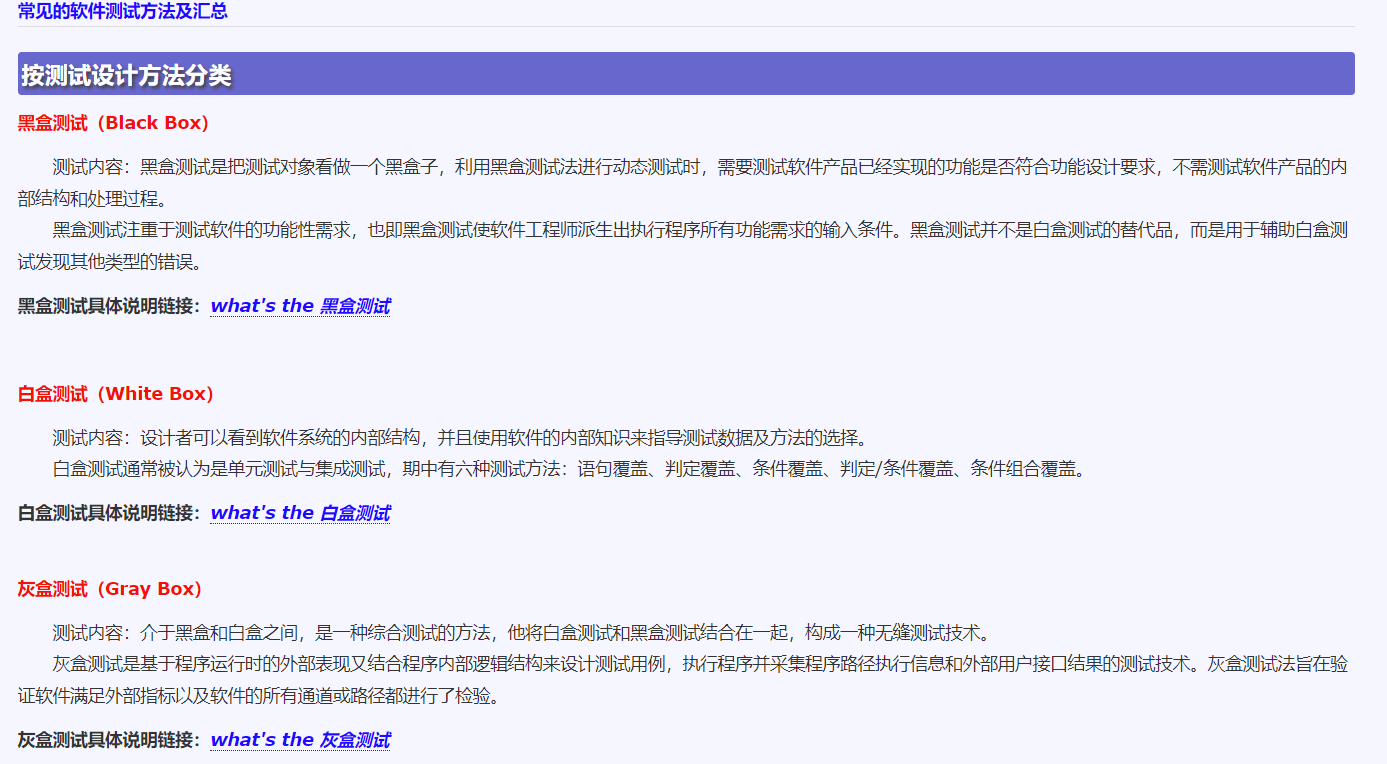 常见的软件测试方法及汇总
按测试设计方法分类
黑盒测试（Black Box）
测试内容：黑盒测试是把测试对象看做一个黑盒子，利用黑盒测试法进行动态测试时，需要测试软件产品已经实现的功能是否符合功能设计要求，不需测试软件产品的内
部结构和处理过程。
黑盒测试注重于测试软件的功能性需求，也即黑盒测试使软件工程师派生出执行程序所有功能需求的输入条件。黑盒测试并不是白盒测试的替代品，而是用于辅助白盒测
试发现其他类型的错误。
黑盒测试具体说明链接：what's the 黑盒测试
白盒测试（White Box）
测试内容：设计者可以看到软件系统的内部结构，并且使用软件的内部知识来指导测试数据及方法的选择。
白盒测试通常被认为是单元测试与集成测试，期中有六种测试方法：语句覆盖、判定覆盖、条件覆盖、判定/条件覆盖、条件组合覆盖。
白盒测试具体说明链接：what's the 白盒测试
灰盒测试（Gray Box）
测试内容：介于黑盒和白盒之间，是一种综合测试的方法，他将白盒测试和黑盒测试结合在一起，构成一种无缝测试技术。
灰盒测试是基于程序运行时的外部表现又结合程序内部逻辑结构来设计测试用例，执行程序并采集程序路径执行信息和外部用户接口结果的测试技术。灰盒测试法旨在验
证软件满足外部指标以及软件的所有通道或路径都进行了检验。
灰盒测试具体说明链接：what's the 灰盒测试